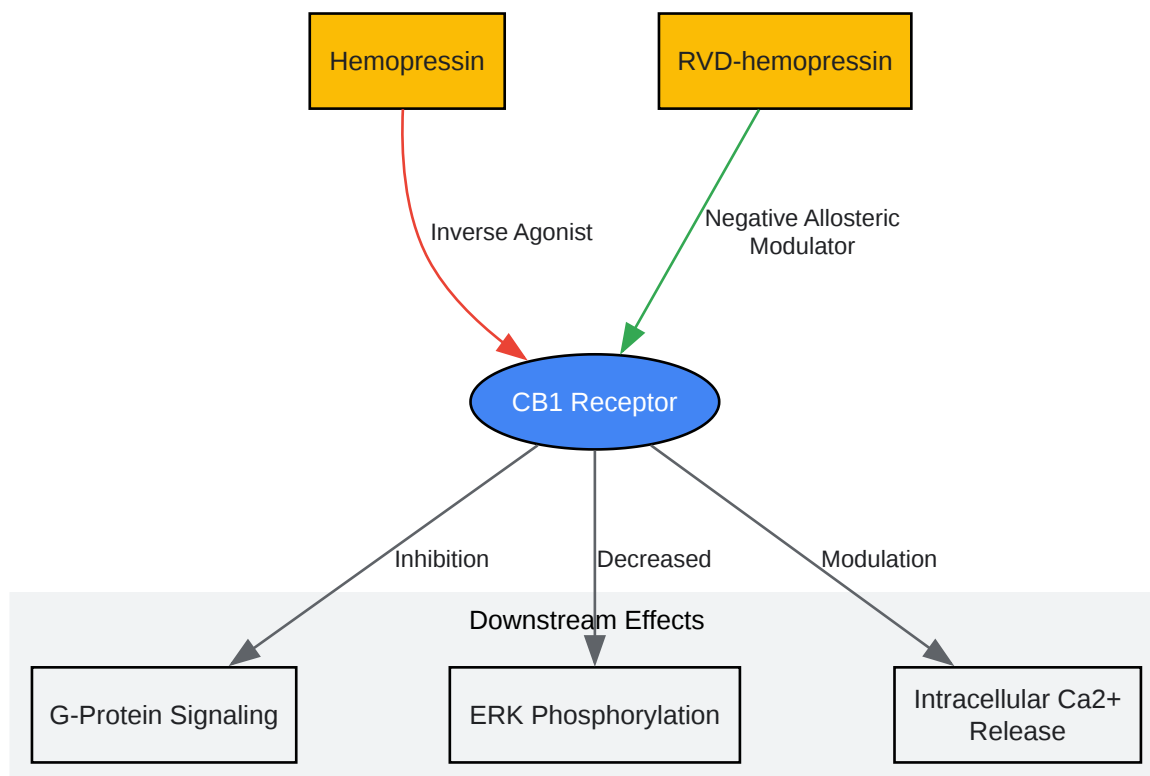 Hemopressin
RVD-hemopressin
Inverse Agonist
Negative Allosteric
Modulator
CB1 Receptor
Inhibition
Decreased
Modulation
Downstream Effects
G-Protein Signaling
ERK Phosphorylation
Intracellular Ca2+
Release